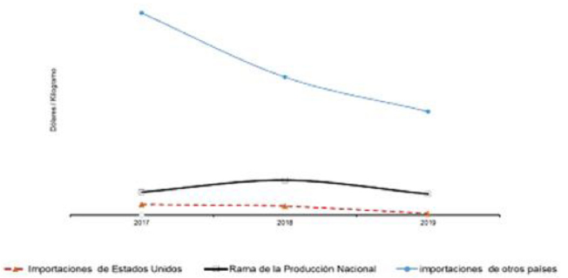 Dólares / Kilogramo
2017 2018 2019
Importaciones de Estados Unidos Rama de la Producción Nacional importaciones de otros países